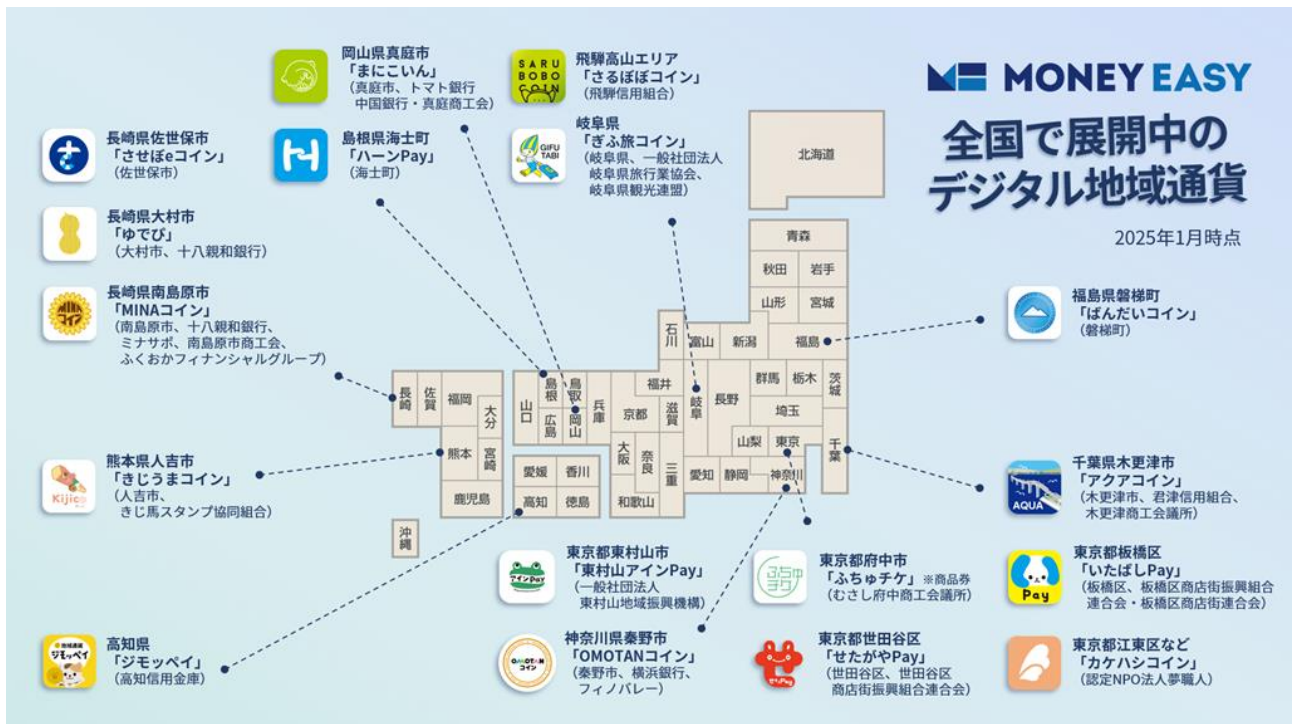 MONEY EASY
全国で展開中の
デジタル地域通貨
2025年1月時点
岡山県真庭市
「まにこいん」
（真庭市、トマト銀行
中国銀行・真庭商工会）
SARU
BOBO
COIN
飛騨高山エリア
「さるぼぼコイン」
（飛騨信用組合）
さ
長崎県佐世保市
「させぼeコイン」
（佐世保市）
島根県海士町
「ハーンPay」
（海士町）
GIFU
TABI
岐阜県
「ぎふ旅コイン」
（岐阜県、一般社団法人
岐阜県旅行業協会、
岐阜県観光連盟）
長崎県大村市
「ゆでぴ」
（大村市、十八親和銀行）
MINA
コイン
長崎県南島原市
「MINAコイン」
（南島原市、十八親和銀行、
ミナサポ、南島原市商工会、
ふくおかフィナンシャルグループ）
福島県磐梯町
「ばんだいコイン」
（磐梯町）
北海道
青森
秋田
岩手
山形
宮城
石川
富山
新潟
福島
群馬
栃木
茨城
福井
岐阜
長野
埼玉
山梨
東京
千葉
愛知
静岡
神奈川
長崎
佐賀
福岡
大分
熊本
宮崎
鹿児島
沖縄
山口
島根
鳥取
広島
岡山
兵庫
京都
滋賀
大阪
奈良
三重
和歌山
愛媛
香川
高知
徳島
Kijico
熊本県人吉市
「きじうまコイン」
（人吉市、
きじ馬スタンプ協同組合）
AQUA
千葉県木更津市
「アクアコイン」
（木更津市、君津信用組合、
木更津商工会議所）
アインPay
東京都東村山市
「東村山アインPay」
（一般社団法人
東村山地域振興機構）
ふちゅ
チケ
東京都府中市
「ふちゅチケ」※商品券
（むさし府中商工会議所）
Pay
東京都板橋区
「いたばしPay」
（板橋区、板橋区商店街振興組合
連合会・板橋区商店街連合会）
地域通貨
ジモッペイ
高知県
「ジモッペイ」
（高知信用金庫）
OMOTAN
コイン
神奈川県秦野市
「OMOTANコイン」
（秦野市、横浜銀行、
フィノバレー）
せたPay
東京都世田谷区
「せたがやPay」
（世田谷区、世田谷区
商店街振興組合連合会）
東京都江東区など
「カケハシコイン」
（認定NPO法人夢職人）